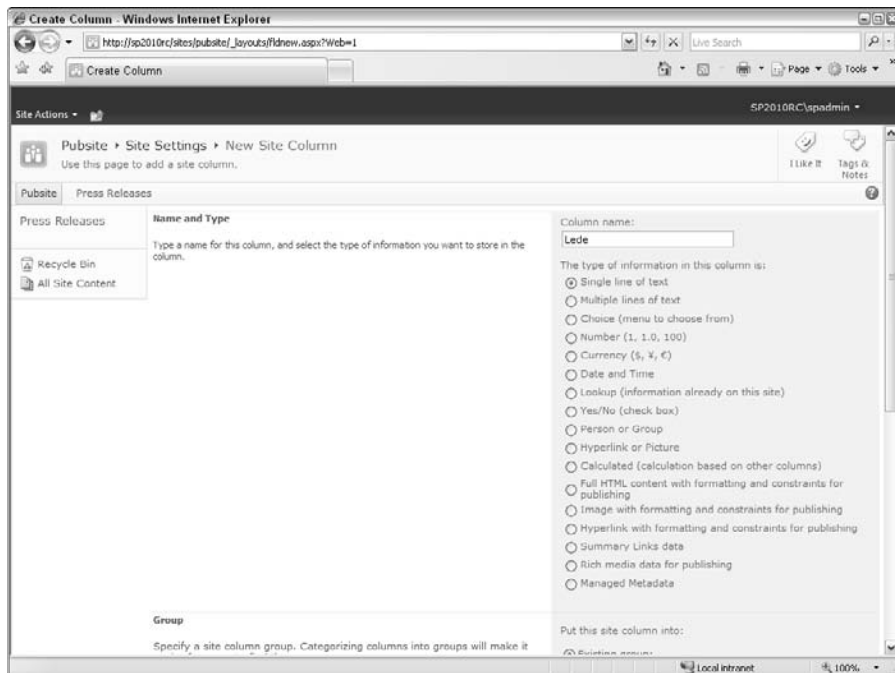 Create Column - Windows Internet Explorer
http://sp2010rc/sites/pubsite/_layouts/fldnew.aspx?Web=1
Live Search
Create Column
Page
Tools
Site Actions
SP2010RC\spadmin
Pubsite ▸ Site Settings ▸ New Site Column
Use this page to add a site column.
I Like It
Tags & Notes
Pubsite
Press Releases
Press Releases
Recycle Bin
All Site Content
Name and Type
Type a name for this column, and select the type of information you want to store in the
column.
Column name:
Lede
The type of information in this column is:
Single line of text
Multiple lines of text
Choice (menu to choose from)
Number (1, 1.0, 100)
Currency ($, ¥, €)
Date and Time
Lookup (information already on this site)
Yes/No (check box)
Person or Group
Hyperlink or Picture
Calculated (calculation based on other columns)
Full HTML content with formatting and constraints for
publishing
Image with formatting and constraints for publishing
Hyperlink with formatting and constraints for publishing
Summary Links data
Rich media data for publishing
Managed Metadata
Group
Specify a site column group. Categorizing columns into groups will make it
Put this site column into:
Existing group:
Local intranet
100%